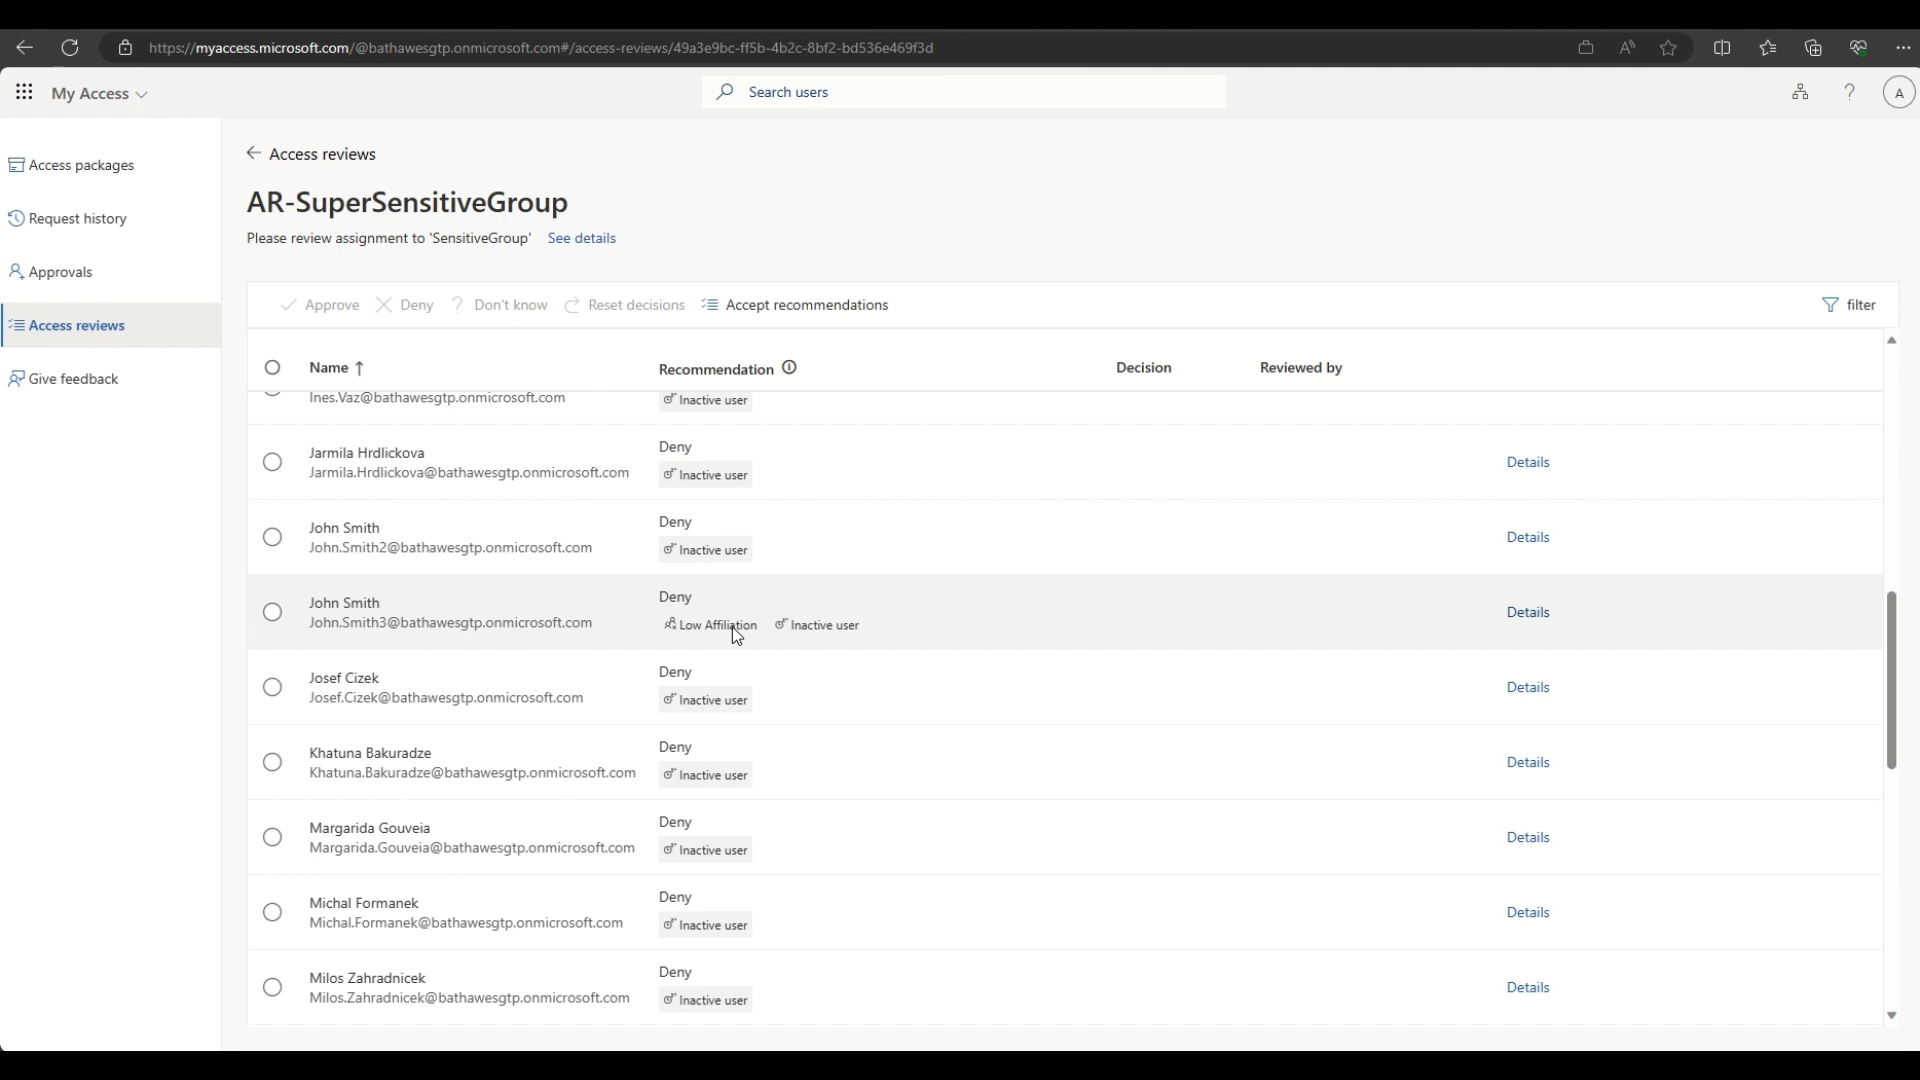 https://myaccess.microsoft.com/@bathawesgtp.onmicrosoft.com#/access-reviews/49a3e9bc-ff5b-4b2c-8bf2-bd536e469f3d
My Access
Search users
?
A
Access packages
Request history
Approvals
Access reviews
Give feedback
Access reviews
AR-SuperSensitiveGroup
Please review assignment to 'SensitiveGroup' See details
Approve Deny ? Don't know Reset decisions Accept recommendations filter
Name ↑ Recommendation Decision Reviewed by
Ines.Vaz@bathawesgtp.onmicrosoft.com
Inactive user
Jarmila Hrdlickova
Jarmila.Hrdlickova@bathawesgtp.onmicrosoft.com
Deny
Inactive user
Details
John Smith
John.Smith2@bathawesgtp.onmicrosoft.com
Deny
Inactive user
Details
John Smith
John.Smith3@bathawesgtp.onmicrosoft.com
Deny
Low Affiliation Inactive user
Details
Josef Cizek
Josef.Cizek@bathawesgtp.onmicrosoft.com
Deny
Inactive user
Details
Khatuna Bakuradze
Khatuna.Bakuradze@bathawesgtp.onmicrosoft.com
Deny
Inactive user
Details
Margarida Gouveia
Margarida.Gouveia@bathawesgtp.onmicrosoft.com
Deny
Inactive user
Details
Michal Formanek
Michal.Formanek@bathawesgtp.onmicrosoft.com
Deny
Inactive user
Details
Milos Zahradnicek
Milos.Zahradnicek@bathawesgtp.onmicrosoft.com
Deny
Inactive user
Details